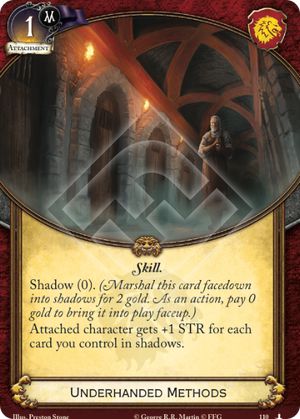 1
ATTACHMENT
Skill.
Shadow (0). (Marshal this card facedown
into shadows for 2 gold. As an action, pay 0
gold to bring it into play faceup.)
Attached character gets +1 STR for each
card you control in shadows.
UNDERHANDED METHODS
Illus. Preston Stone © George R.R. Martin © FFG 110